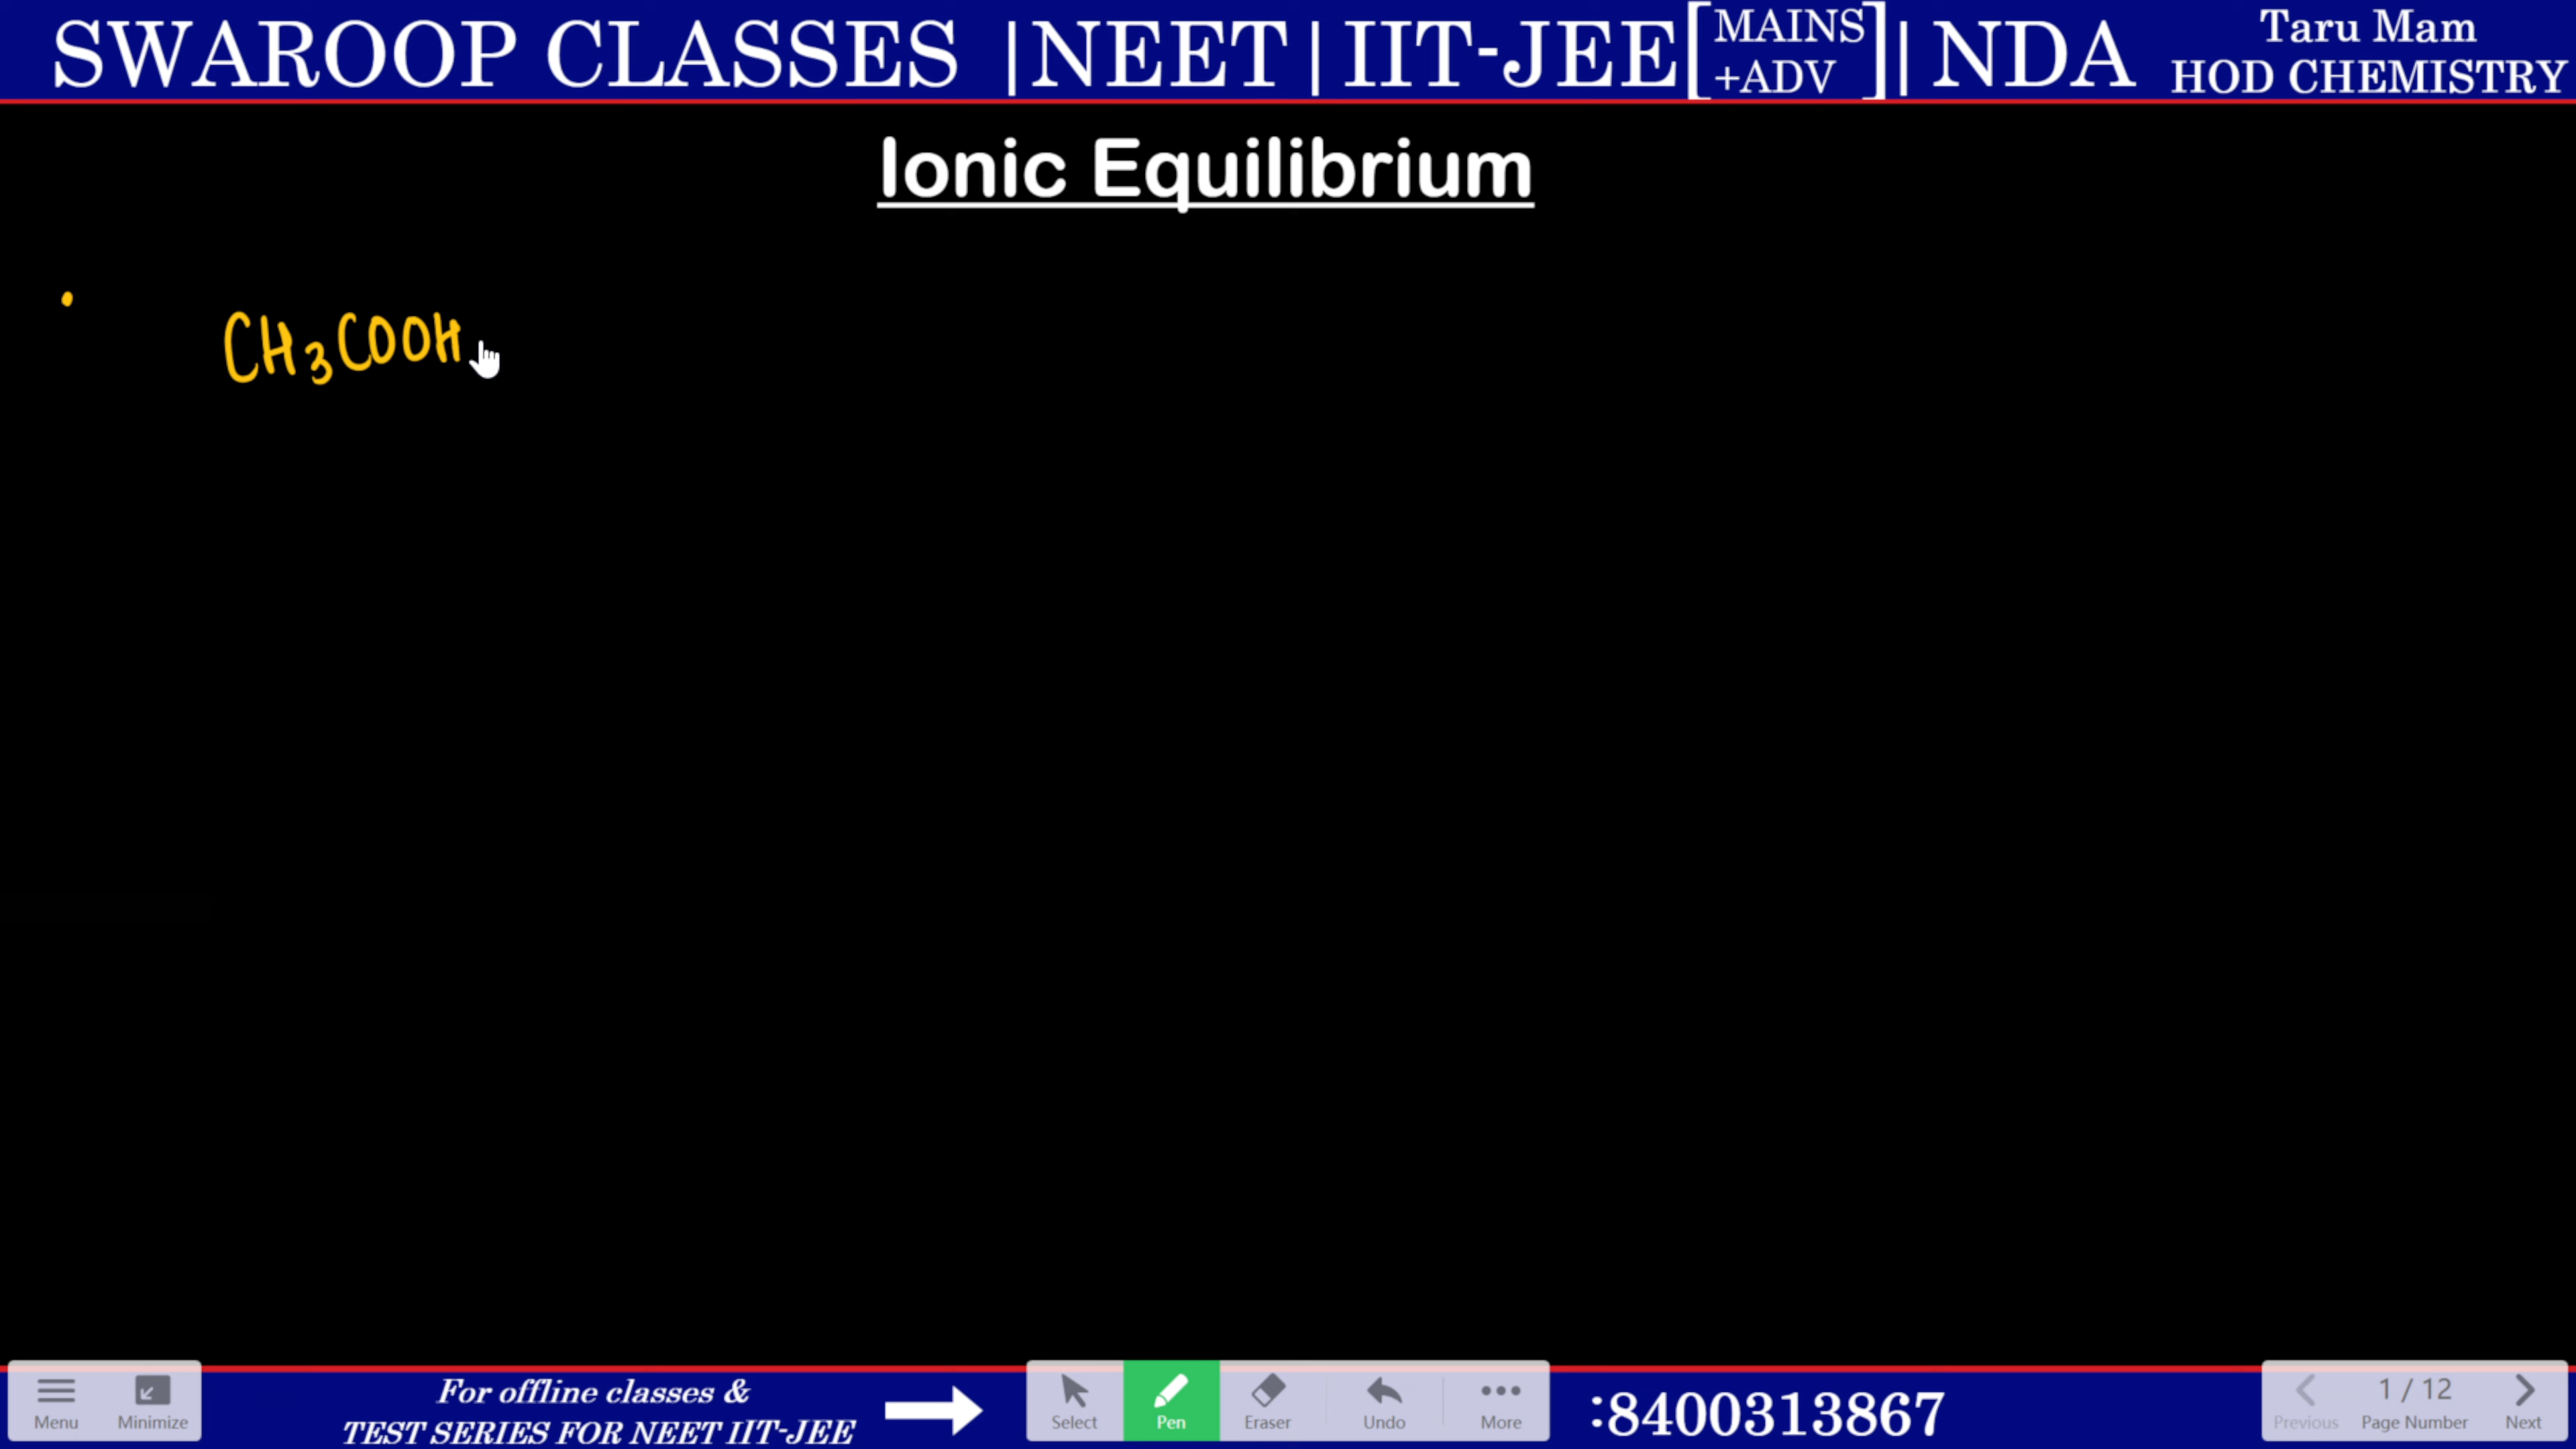 SWAROOP CLASSES |NEET| IIT-JEE[MAINS +ADV]| NDA
Taru Mam
HOD CHEMISTRY
Ionic Equilibrium
CH3COOH
Menu
Minimize
For offline classes &
TEST SERIES FOR NEET IIT-JEE
Select
Pen
Eraser
Undo
More
:8400313867
Previous
1 / 12
Page Number
Next